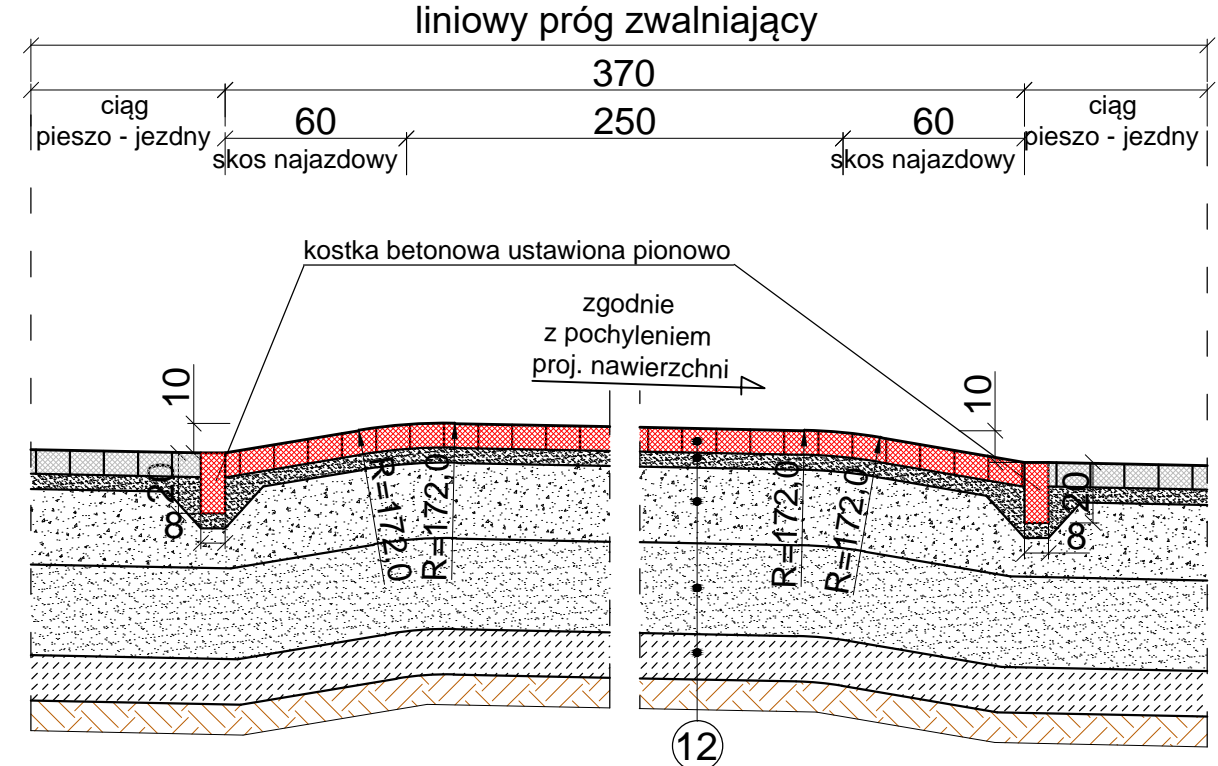 liniowy próg zwalniający
370
ciąg
pieszo - jezdny
60
skos najazdowy
250
60
skos najazdowy
ciąg
pieszo - jezdny
kostka betonowa ustawiona pionowo
zgodnie
z pochyleniem
proj. nawierzchni
10
10
20
8
R=172,0
R=172,0
R=172,0
R=172,0
20
8
12